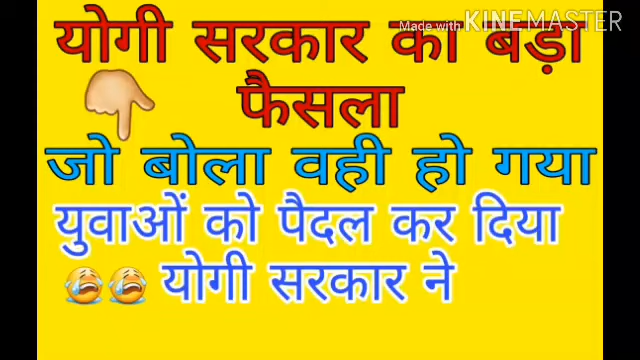 Made with KINEMASTER
योगी सरकार का बड़ा
फैसला
जो बोला वही हो गया
युवाओं को पैदल कर दिया
योगी सरकार ने